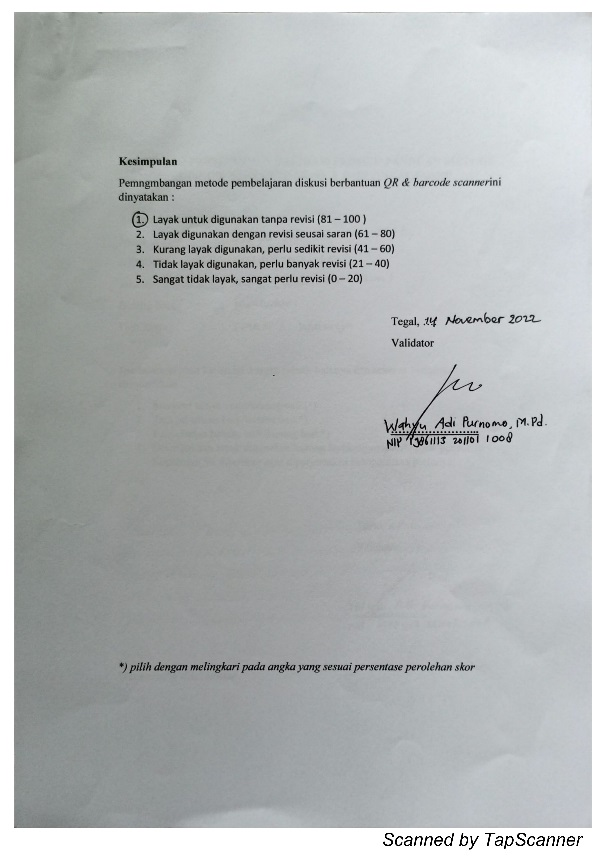 Kesimpulan
Pemngmbangan metode pembelajaran diskusi berbantuan QR & barcode scannerini
dinyatakan :
1. Layak untuk digunakan tanpa revisi (81 – 100 )
2. Layak digunakan dengan revisi seusai saran (61 – 80)
3. Kurang layak digunakan, perlu sedikit revisi (41 – 60)
4. Tidak layak digunakan, perlu banyak revisi (21 – 40)
5. Sangat tidak layak, sangat perlu revisi (0 – 20)
Tegal, 14 November 2022
Validator
Wahyu Adi Purnomo, M.Pd.
NIP 19861113 201101 1 008
*) pilih dengan melingkari pada angka yang sesuai persentase perolehan skor
Scanned by TapScanner